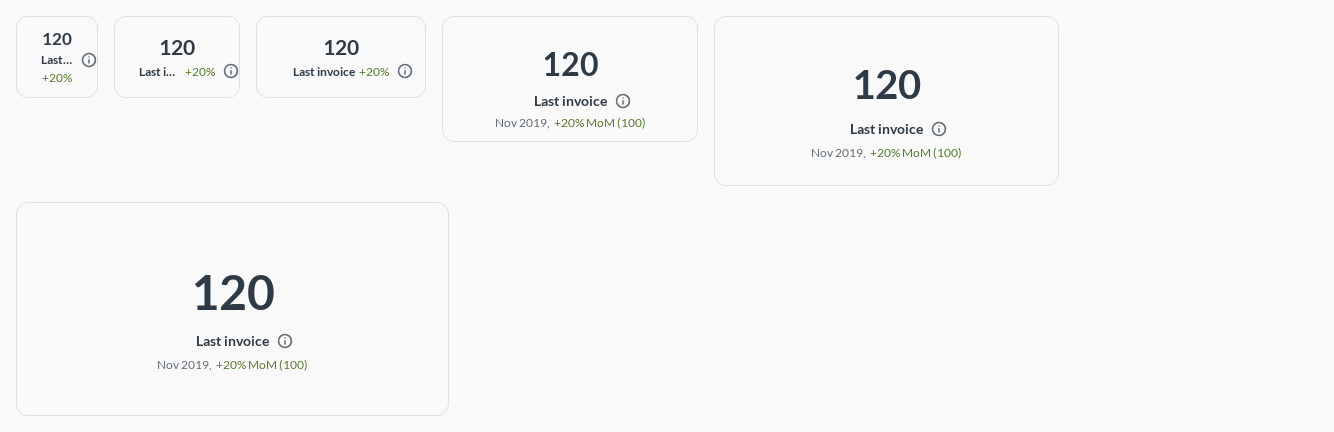 120
Last...
+20%
120
Last i... +20%
120
Last invoice +20%
120
Last invoice
Nov 2019, +20% MoM (100)
120
Last invoice
Nov 2019, +20% MoM (100)
120
Last invoice
Nov 2019, +20% MoM (100)